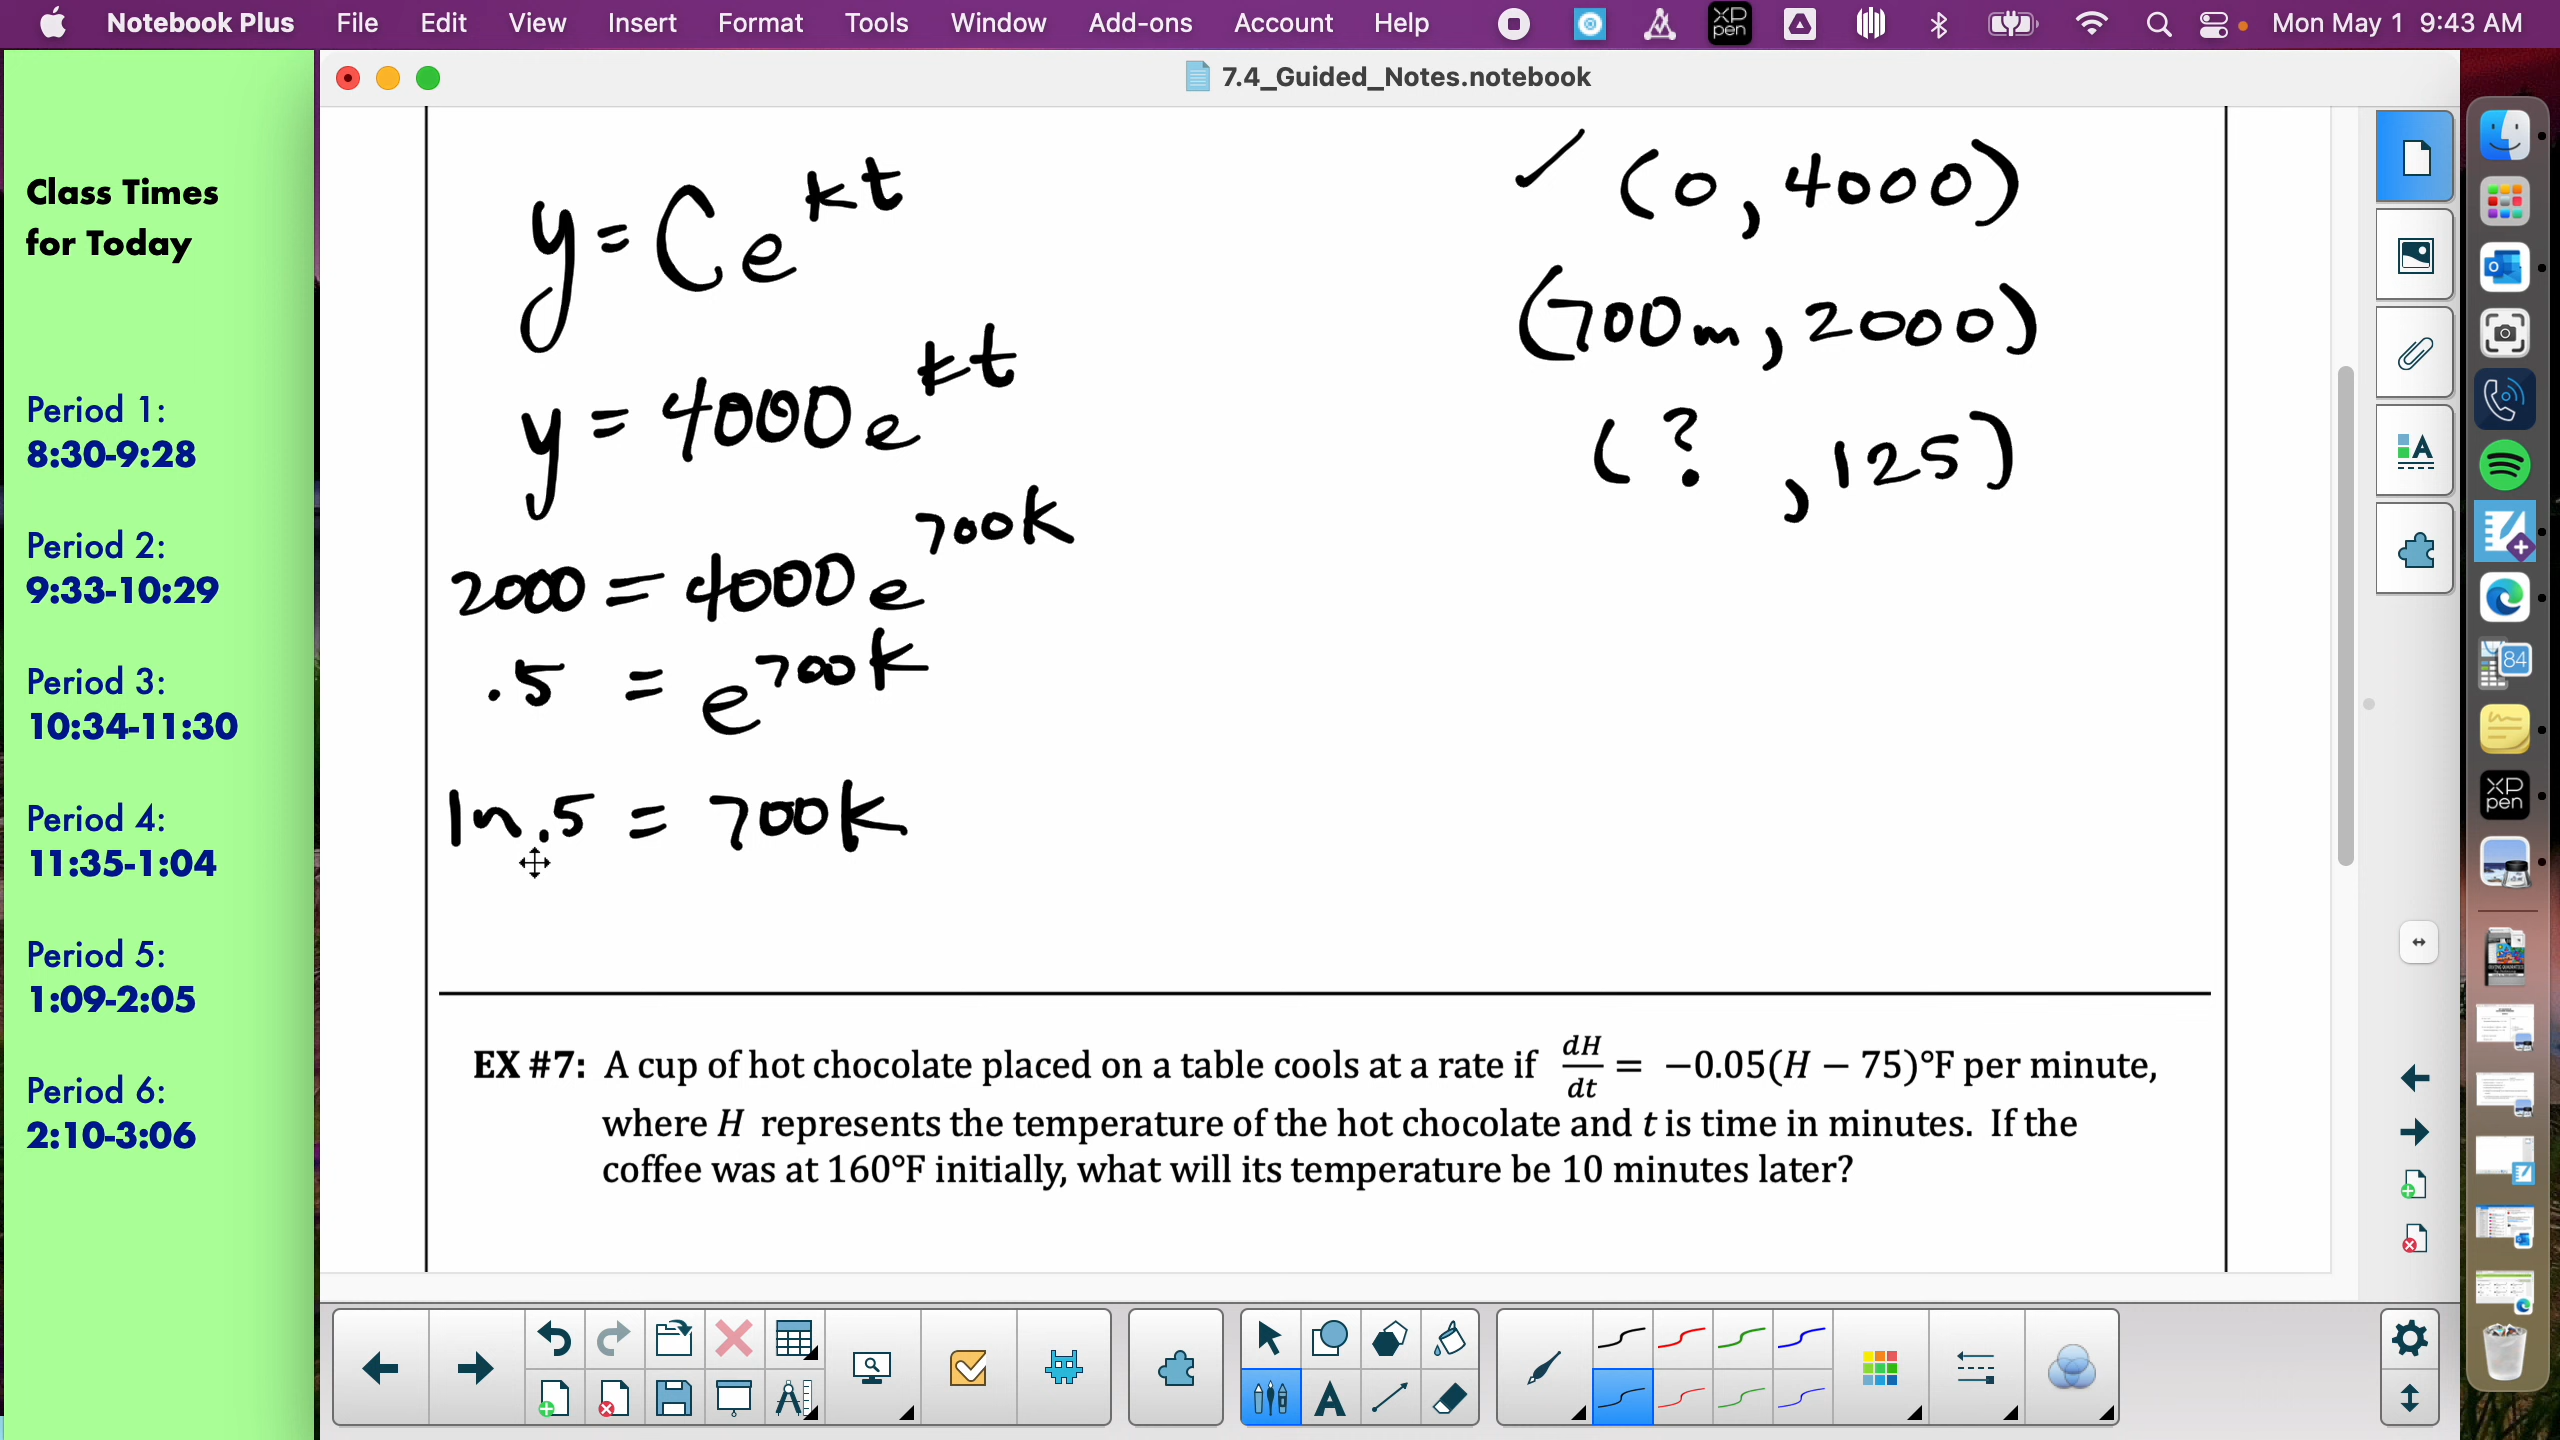 Notebook Plus File Edit View Insert Format Tools Window Add-ons Account Help XP pen Mon May 1 9:43 AM
7.4_Guided_Notes.notebook
Class Times
for Today
Period 1:
8:30-9:28
Period 2:
9:33-10:29
Period 3:
10:34-11:30
Period 4:
11:35-1:04
Period 5:
1:09-2:05
Period 6:
2:10-3:06
y = Ce^kt
y = 4000e^kt
2000 = 4000e^700k
.5 = e^700k
ln .5 = 700k
✓ (0, 4000)
(700m, 2000)
( ? , 125)
EX #7: A cup of hot chocolate placed on a table cools at a rate if dH/dt = −0.05(H − 75)°F per minute,
where H represents the temperature of the hot chocolate and t is time in minutes. If the
coffee was at 160°F initially, what will its temperature be 10 minutes later?
A
A
84
XP
pen